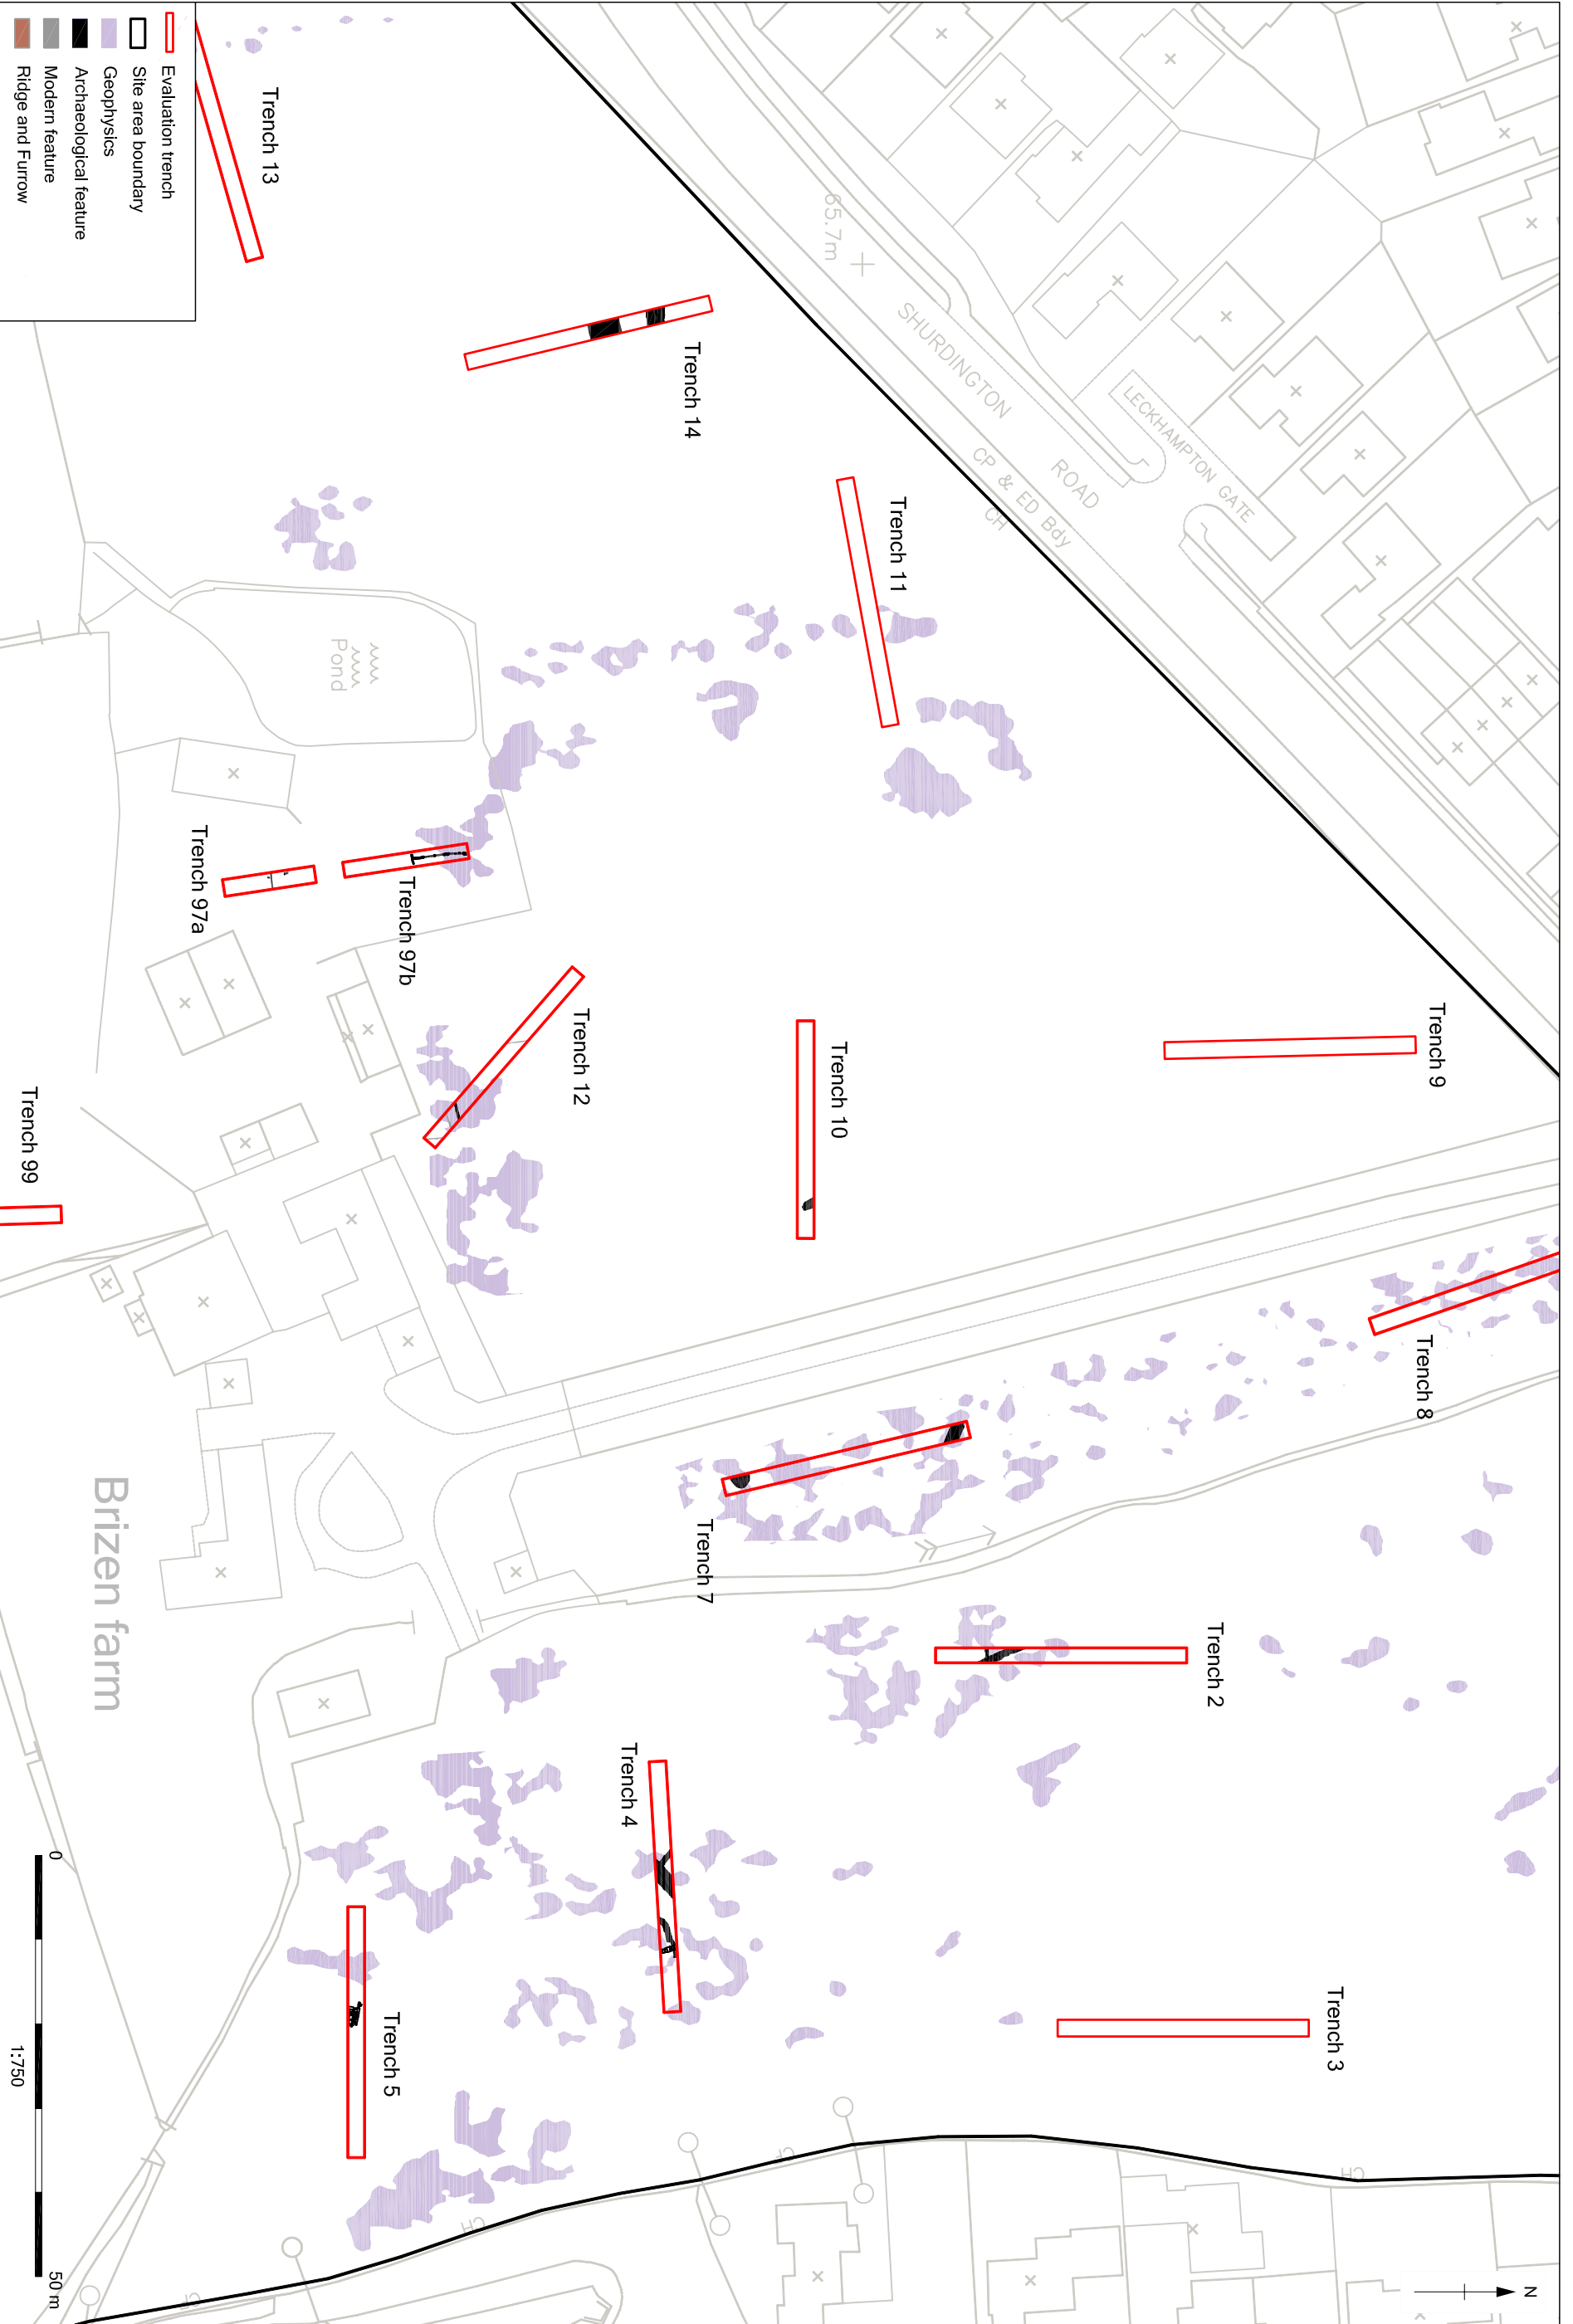 Evaluation trench
Site area boundary
Geophysics
Archaeological feature
Modern feature
Ridge and Furrow
Trench 13
Trench 14
Trench 11
65.7m
SHURDINGTON
ROAD
LECKHAMPTON GATE
CP & ED Bdy
CH
Pond
Trench 97a
Trench 97b
Trench 12
Trench 10
Trench 9
Trench 99
Trench 8
Trench 7
Brizen farm
Trench 2
Trench 4
Trench 5
Trench 3
0
1:750
50 m
N